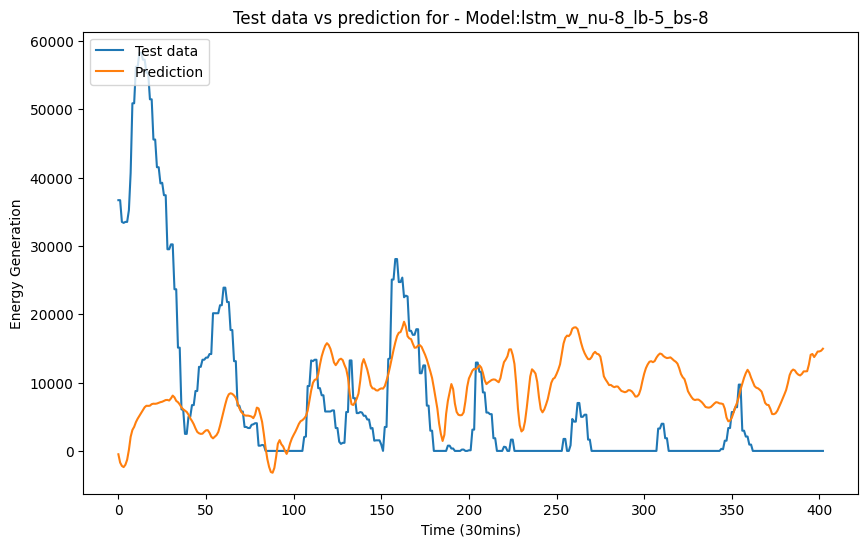 Test data vs prediction for - Model:lstm_w_nu-8_lb-5_bs-8
Test data
Prediction
Energy Generation
60000
50000
40000
30000
20000
10000
0
0 50 100 150 200 250 300 350 400
Time (30mins)